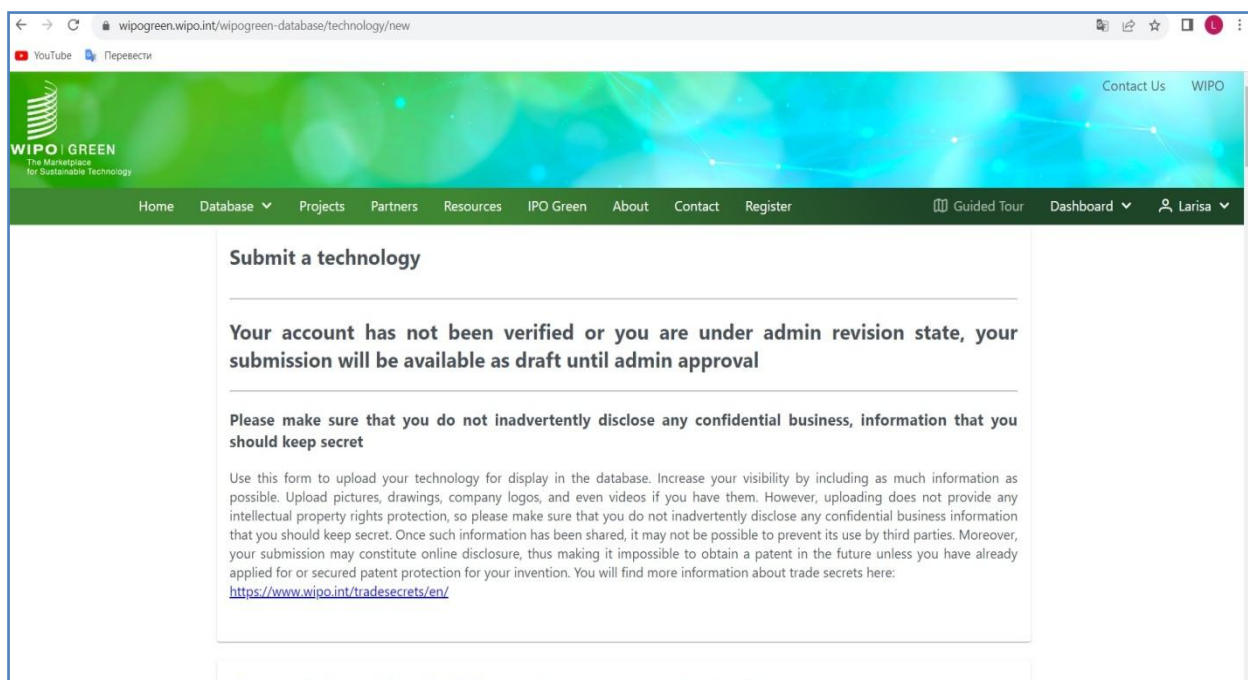 wipogreen.wipo.int/wipogreen-database/technology/new
L
YouTube Перевести
Contact Us WIPO
WIPO | GREEN
The Marketplace
for Sustainable Technology
Home Database Projects Partners Resources IPO Green About Contact Register Guided Tour Dashboard Larisa
Submit a technology
Your account has not been verified or you are under admin revision state, your
submission will be available as draft until admin approval
Please make sure that you do not inadvertently disclose any confidential business, information that you
should keep secret
Use this form to upload your technology for display in the database. Increase your visibility by including as much information as
possible. Upload pictures, drawings, company logos, and even videos if you have them. However, uploading does not provide any
intellectual property rights protection, so please make sure that you do not inadvertently disclose any confidential business information
that you should keep secret. Once such information has been shared, it may not be possible to prevent its use by third parties. Moreover,
your submission may constitute online disclosure, thus making it impossible to obtain a patent in the future unless you have already
applied for or secured patent protection for your invention. You will find more information about trade secrets here:
https://www.wipo.int/tradesecrets/en/